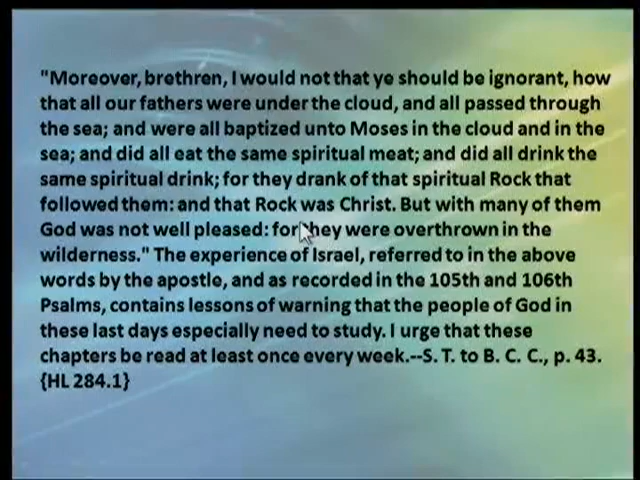 "Moreover, brethren, I would not that ye should be ignorant, how
that all our fathers were under the cloud, and all passed through
the sea; and were all baptized unto Moses in the cloud and in the
sea; and did all eat the same spiritual meat; and did all drink the
same spiritual drink; for they drank of that spiritual Rock that
followed them: and that Rock was Christ. But with many of them
God was not well pleased: for they were overthrown in the
wilderness." The experience of Israel, referred to in the above
words by the apostle, and as recorded in the 105th and 106th
Psalms, contains lessons of warning that the people of God in
these last days especially need to study. I urge that these
chapters be read at least once every week.--S. T. to B. C. C., p. 43.
{HL 284.1}